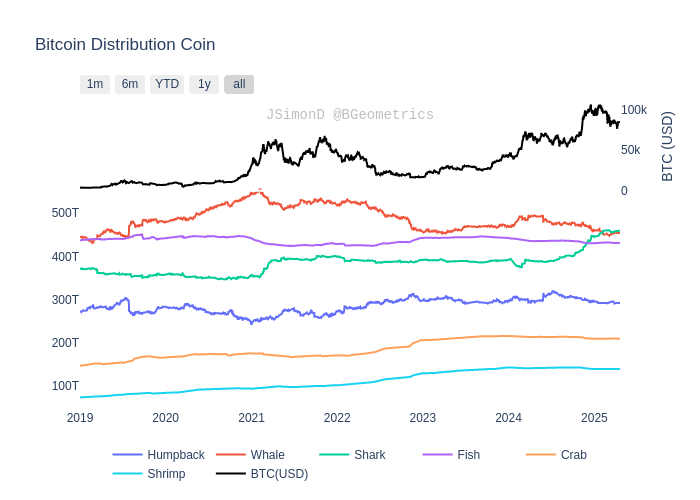 Bitcoin Distribution Coin
1m 6m YTD 1y all
JSimonD @BGeometrics
100k
50k
0
BTC (USD)
500T
400T
300T
200T
100T
2019 2020 2021 2022 2023 2024 2025
Humpback Whale Shark Fish Crab
Shrimp BTC(USD)